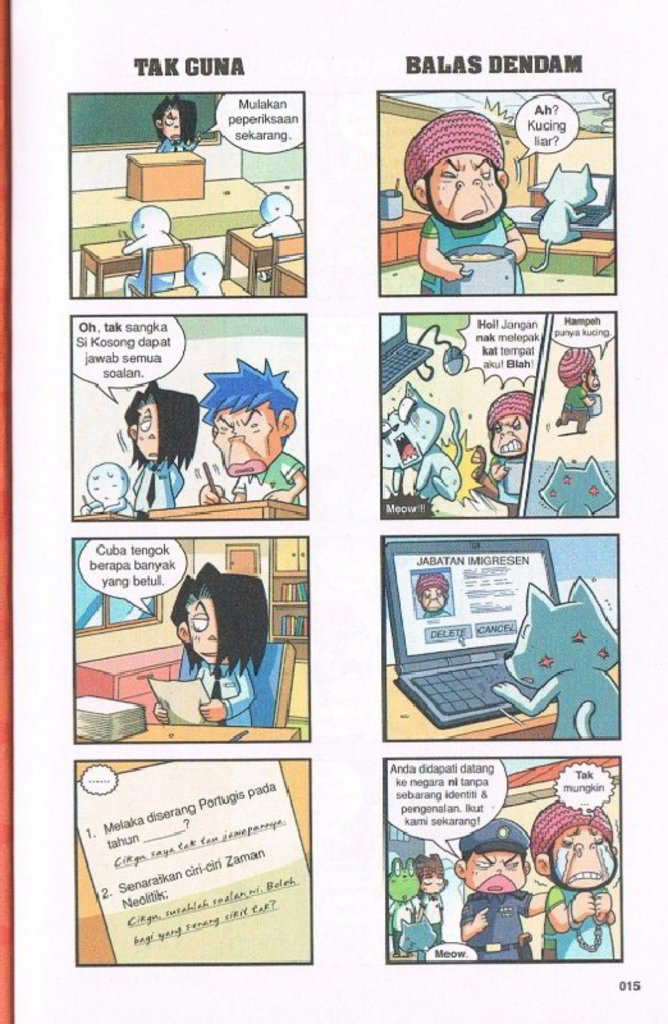 TAK GUNA
Mulakan
peperiksaan
sekarang.
Oh, tak sangka
Si Kosong dapat
jawab semua
soalan.
Cuba tengok
berapa banyak
yang betul.
......
1. Melaka diserang Portugis pada
tahun ______?
Cikgu saya tak tau jawapannya.
2. Senaraikan ciri-ciri Zaman
Neolitik:
Cikgu, susahlah soalan ni. Boleh
bagi yang senang sikit tak?
BALAS DENDAM
Ah?
Kucing
liar?
Hoi! Jangan
nak melepak
kat tempat
aku! Blah!
Meow!!!
Hampeh
punya kucing.
JABATAN IMIGRESEN
DELETE CANCEL
Anda didapati datang
ke negara ni tanpa
sebarang identiti &
pengenalan. Ikut
kami sekarang!
Tak
mungkin
Meow.
015